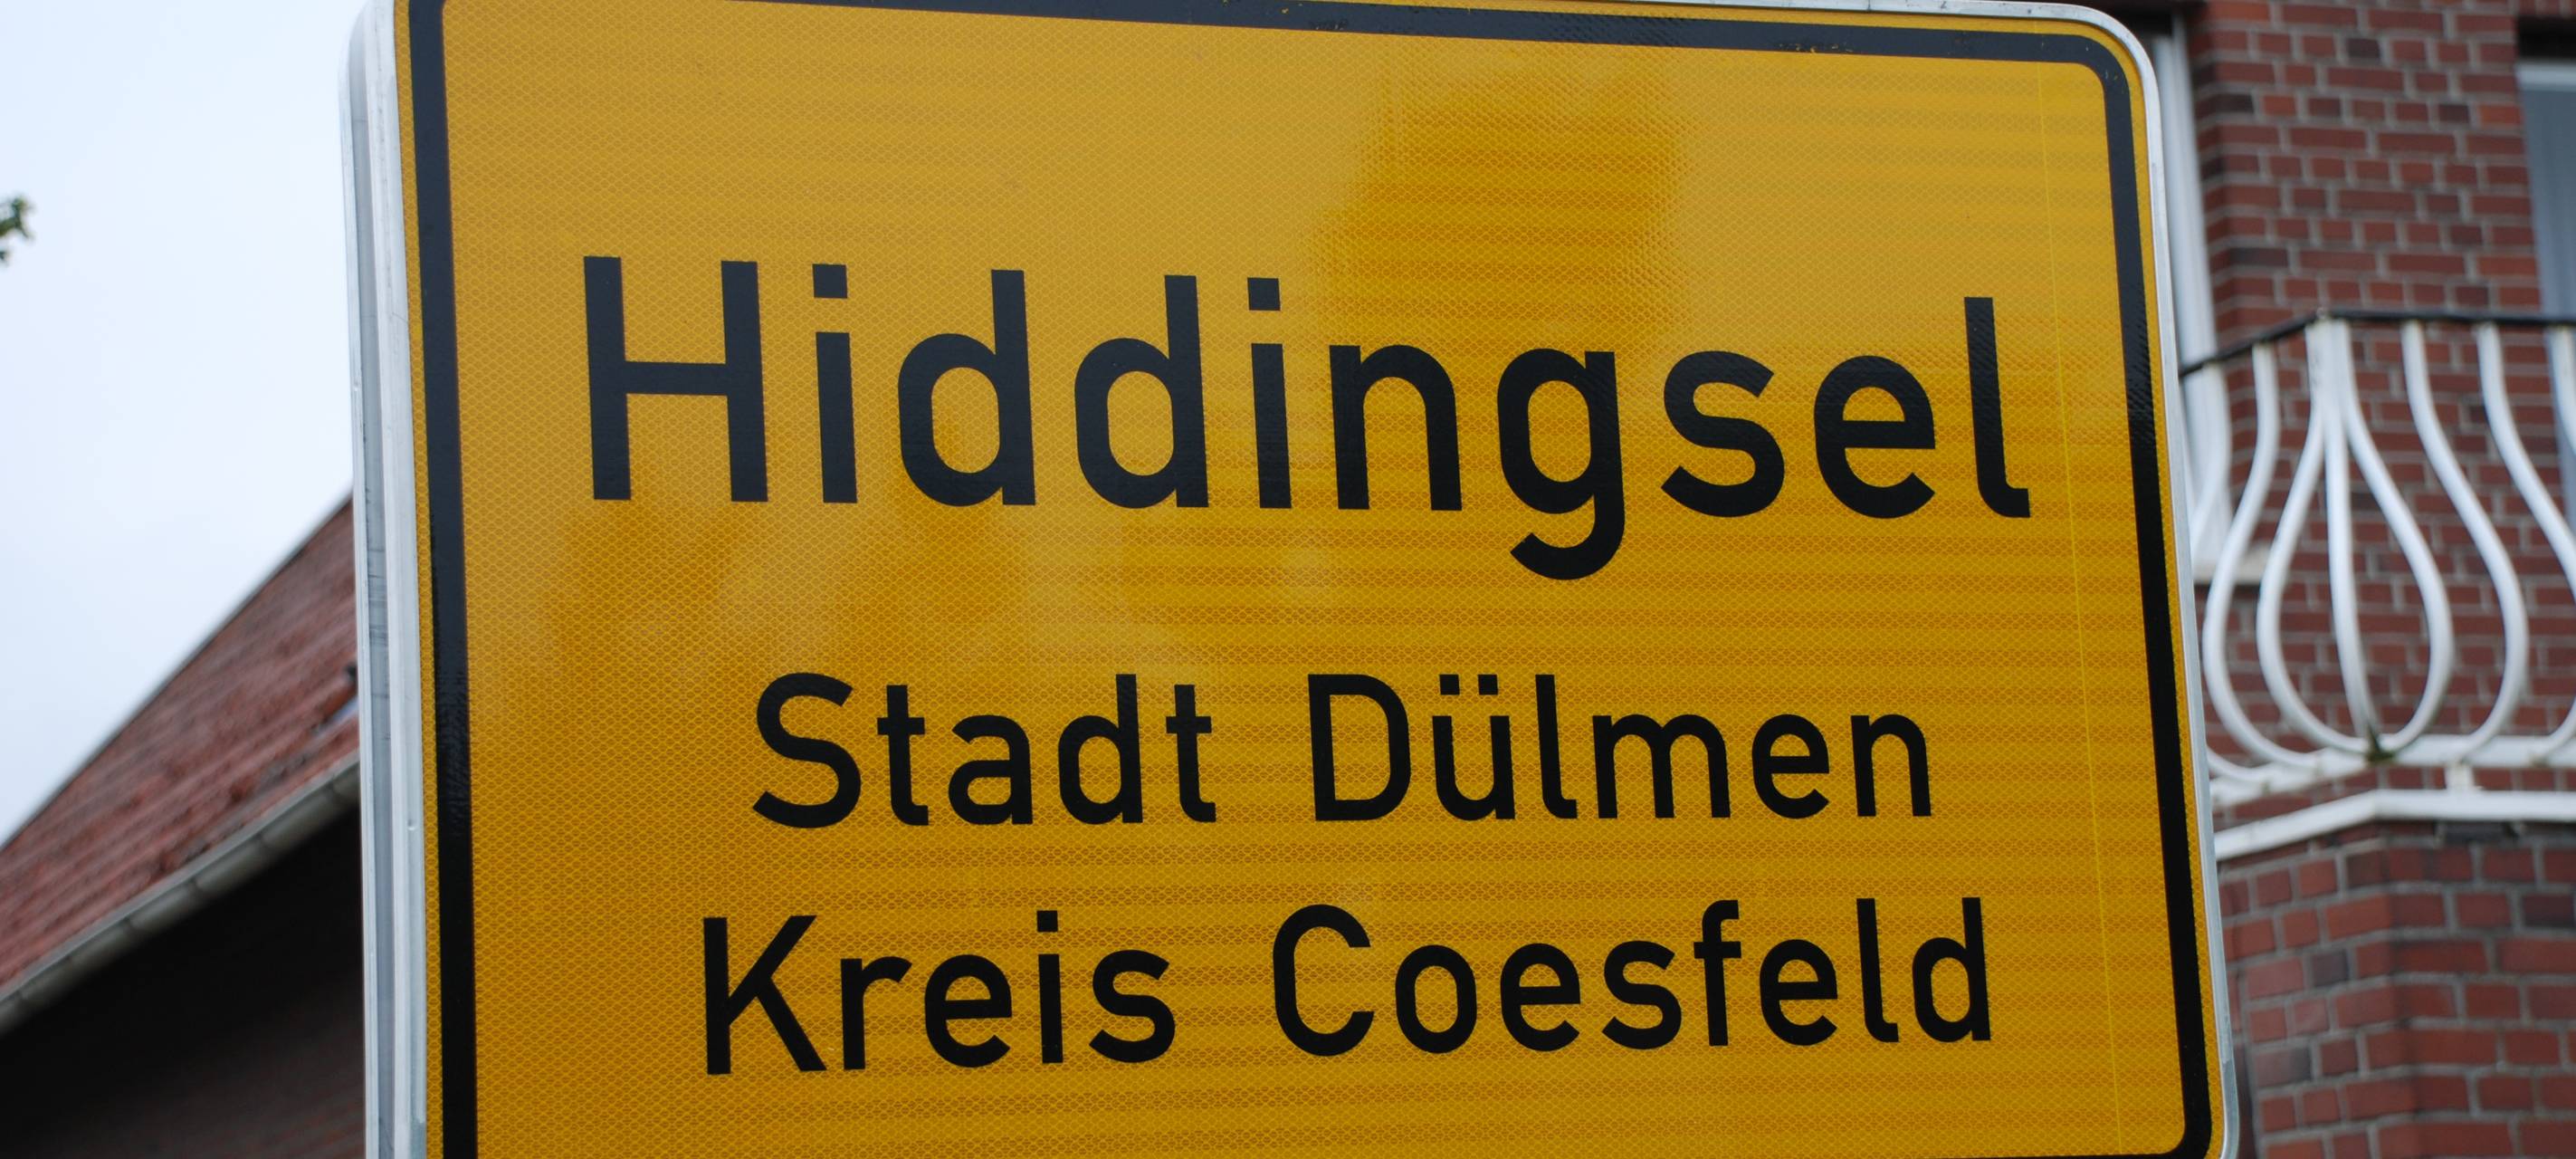 Hiddingsel
Stadt Dülmen
Kreis Coesfeld